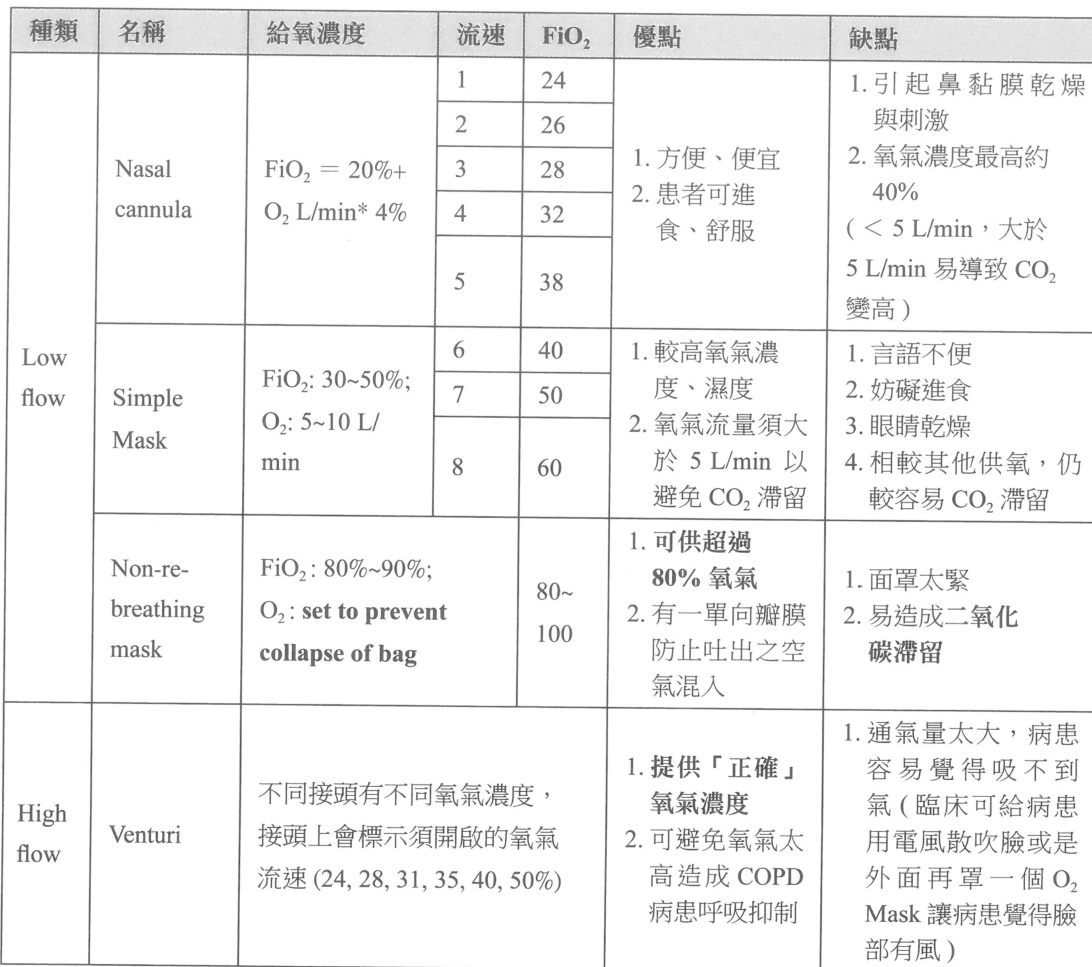 種類 名稱 給氧濃度 流速 FiO₂ 優點 缺點
Low
flow
Nasal
cannula
FiO₂ = 20%+
O₂ L/min* 4%
1 24
2 26
3 28
4 32
5 38
1. 方便、便宜
2. 患者可進
食、舒服
1. 引起鼻黏膜乾燥
與刺激
2. 氧氣濃度最高約
40%
( < 5 L/min，大於
5 L/min 易導致 CO₂
變高 )
Simple
Mask
FiO₂: 30~50%;
O₂: 5~10 L/
min
6 40
7 50
8 60
1. 較高氧氣濃
度、濕度
2. 氧氣流量須大
於 5 L/min 以
避免 CO₂ 滯留
1. 言語不便
2. 妨礙進食
3. 眼睛乾燥
4. 相較其他供氧，仍
較容易 CO₂ 滯留
Non-re-
breathing
mask
FiO₂: 80%~90%;
O₂: set to prevent
collapse of bag
80~
100
1. 可供超過
80% 氧氣
2. 有一單向瓣膜
防止吐出之空
氣混入
1. 面罩太緊
2. 易造成二氧化
碳滯留
High
flow
Venturi
不同接頭有不同氧氣濃度，
接頭上會標示須開啟的氧氣
流速 (24, 28, 31, 35, 40, 50%)
1. 提供「正確」
氧氣濃度
2. 可避免氧氣太
高造成 COPD
病患呼吸抑制
1. 通氣量太大，病患
容易覺得吸不到
氣 ( 臨床可給病患
用電風散吹臉或是
外面再罩一個 O₂
Mask 讓病患覺得臉
部有風 )